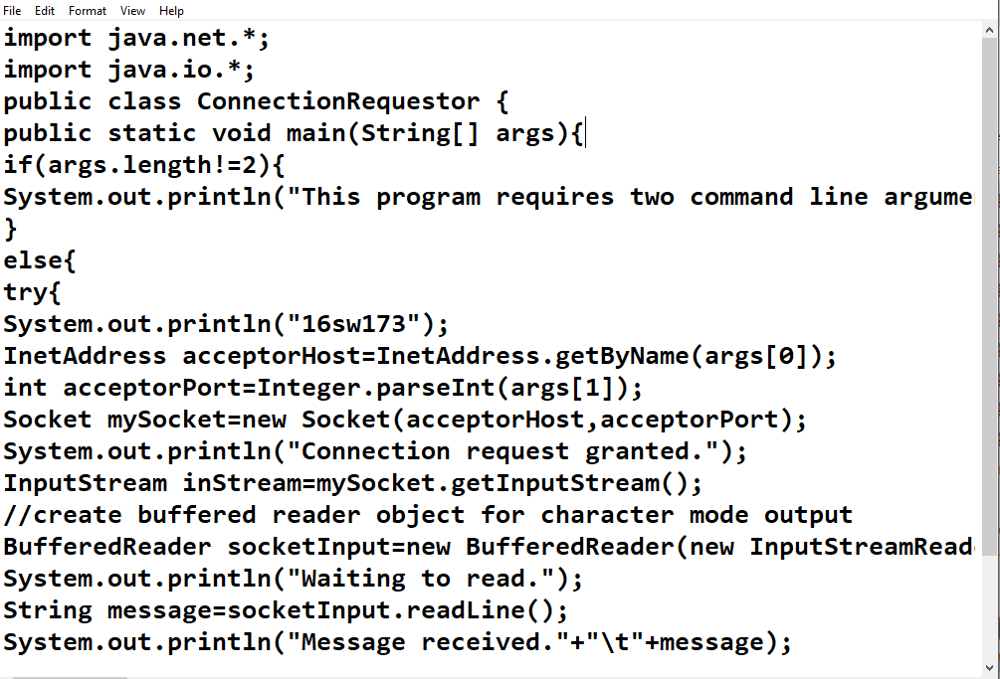 File Edit Format View Help
import java.net.*;
import java.io.*;
public class ConnectionRequestor {
public static void main(String[] args){
if(args.length!=2){
System.out.println("This program requires two command line argume
}
else{
try{
System.out.println("16sw173");
InetAddress acceptorHost=InetAddress.getByName(args[0]);
int acceptorPort=Integer.parseInt(args[1]);
Socket mySocket=new Socket(acceptorHost,acceptorPort);
System.out.println("Connection request granted.");
InputStream inStream=mySocket.getInputStream();
//create buffered reader object for character mode output
BufferedReader socketInput=new BufferedReader(new InputStreamRead
System.out.println("Waiting to read.");
String message=socketInput.readLine();
System.out.println("Message received."+"\t"+message);